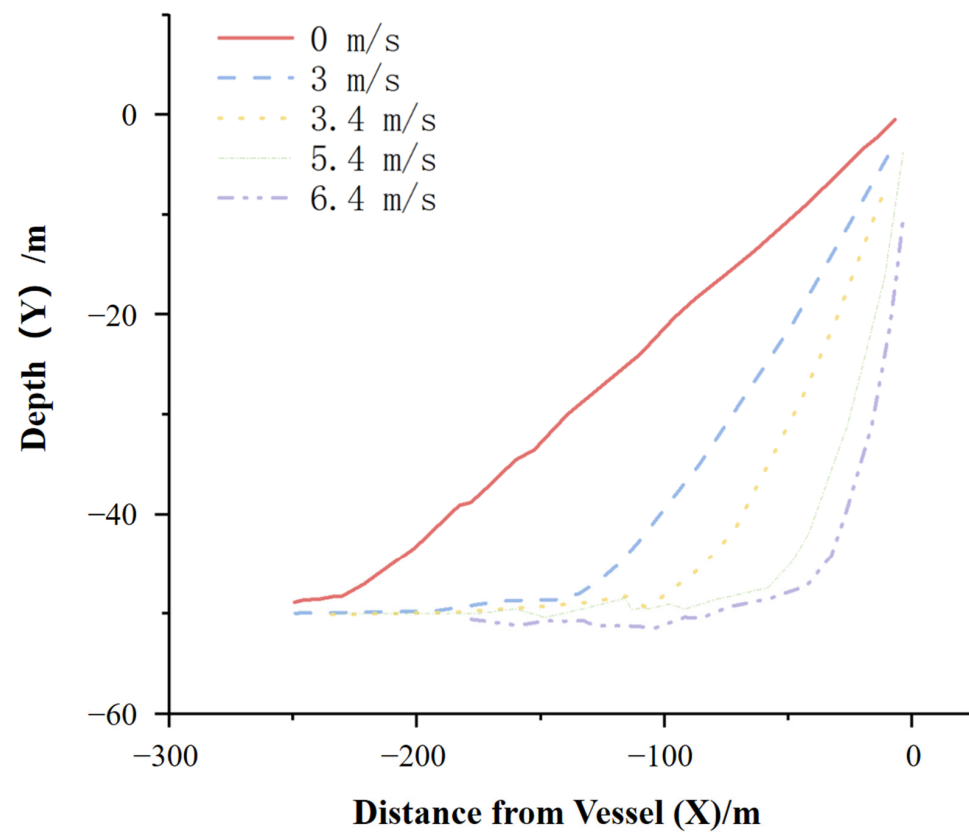 0 m/s
3 m/s
3.4 m/s
5.4 m/s
6.4 m/s
0
−20
−40
−60
Depth (Y) /m
−300
−200
−100
0
Distance from Vessel (X)/m